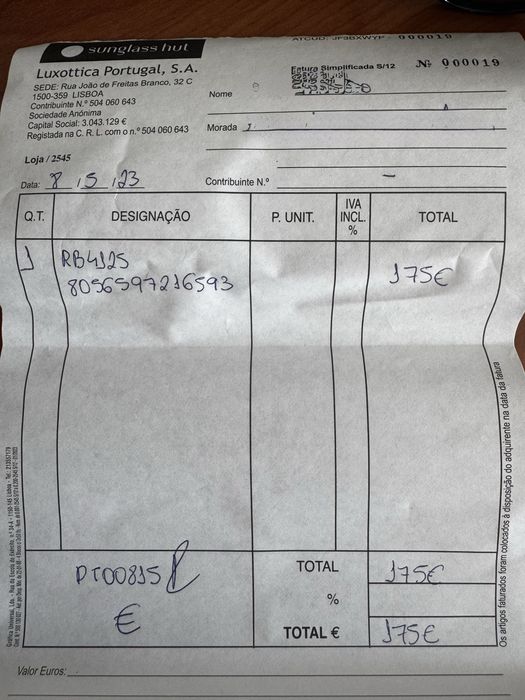 sunglass hut
Luxottica Portugal, S.A.
SEDE: Rua João de Freitas Branco, 32 C
1500-359 LISBOA
Contribuinte N.º 504 060 643
Sociedade Anónima
Capital Social: 3.043.129 €
Registada na C. R. L. com o n.º 504 060 643
Loja / 2545
Data: 8 / 5 / 23
ATCUD: 000019
Fatura Simplificada S/12 Nº 000019
Nome
Morada
Contribuinte N.º —
Q.T. DESIGNAÇÃO P. UNIT. IVA INCL. % TOTAL
1 RB4125 175€
8056597216593
PT00815 TOTAL 175€
%
€ TOTAL € 175€
Valor Euros:
Os artigos faturados foram colocados à disposição do adquirente na data da fatura